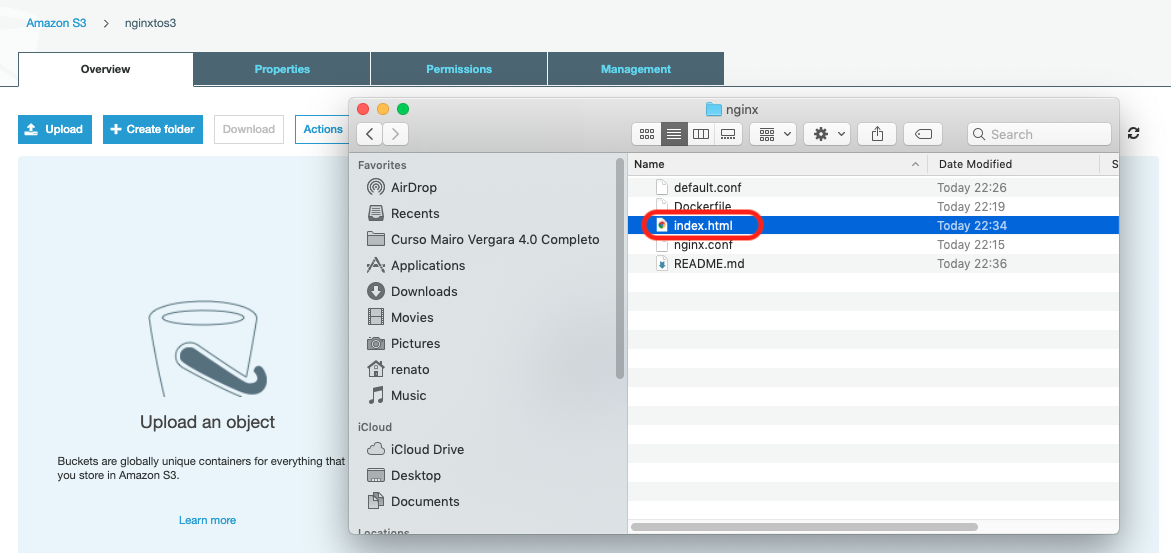 Amazon S3 > nginxtos3
Overview Properties Permissions Management
Upload Create folder Download Actions
Upload an object
Buckets are globally unique containers for everything that
you store in Amazon S3.
Learn more
nginx
Search
Favorites
AirDrop
Recents
Curso Mairo Vergara 4.0 Completo
Applications
Downloads
Movies
Pictures
renato
Music
iCloud
iCloud Drive
Desktop
Documents
Locations
Name Date Modified S
default.conf Today 22:26
Dockerfile Today 22:19
index.html Today 22:34
nginx.conf Today 22:15
README.md Today 22:36